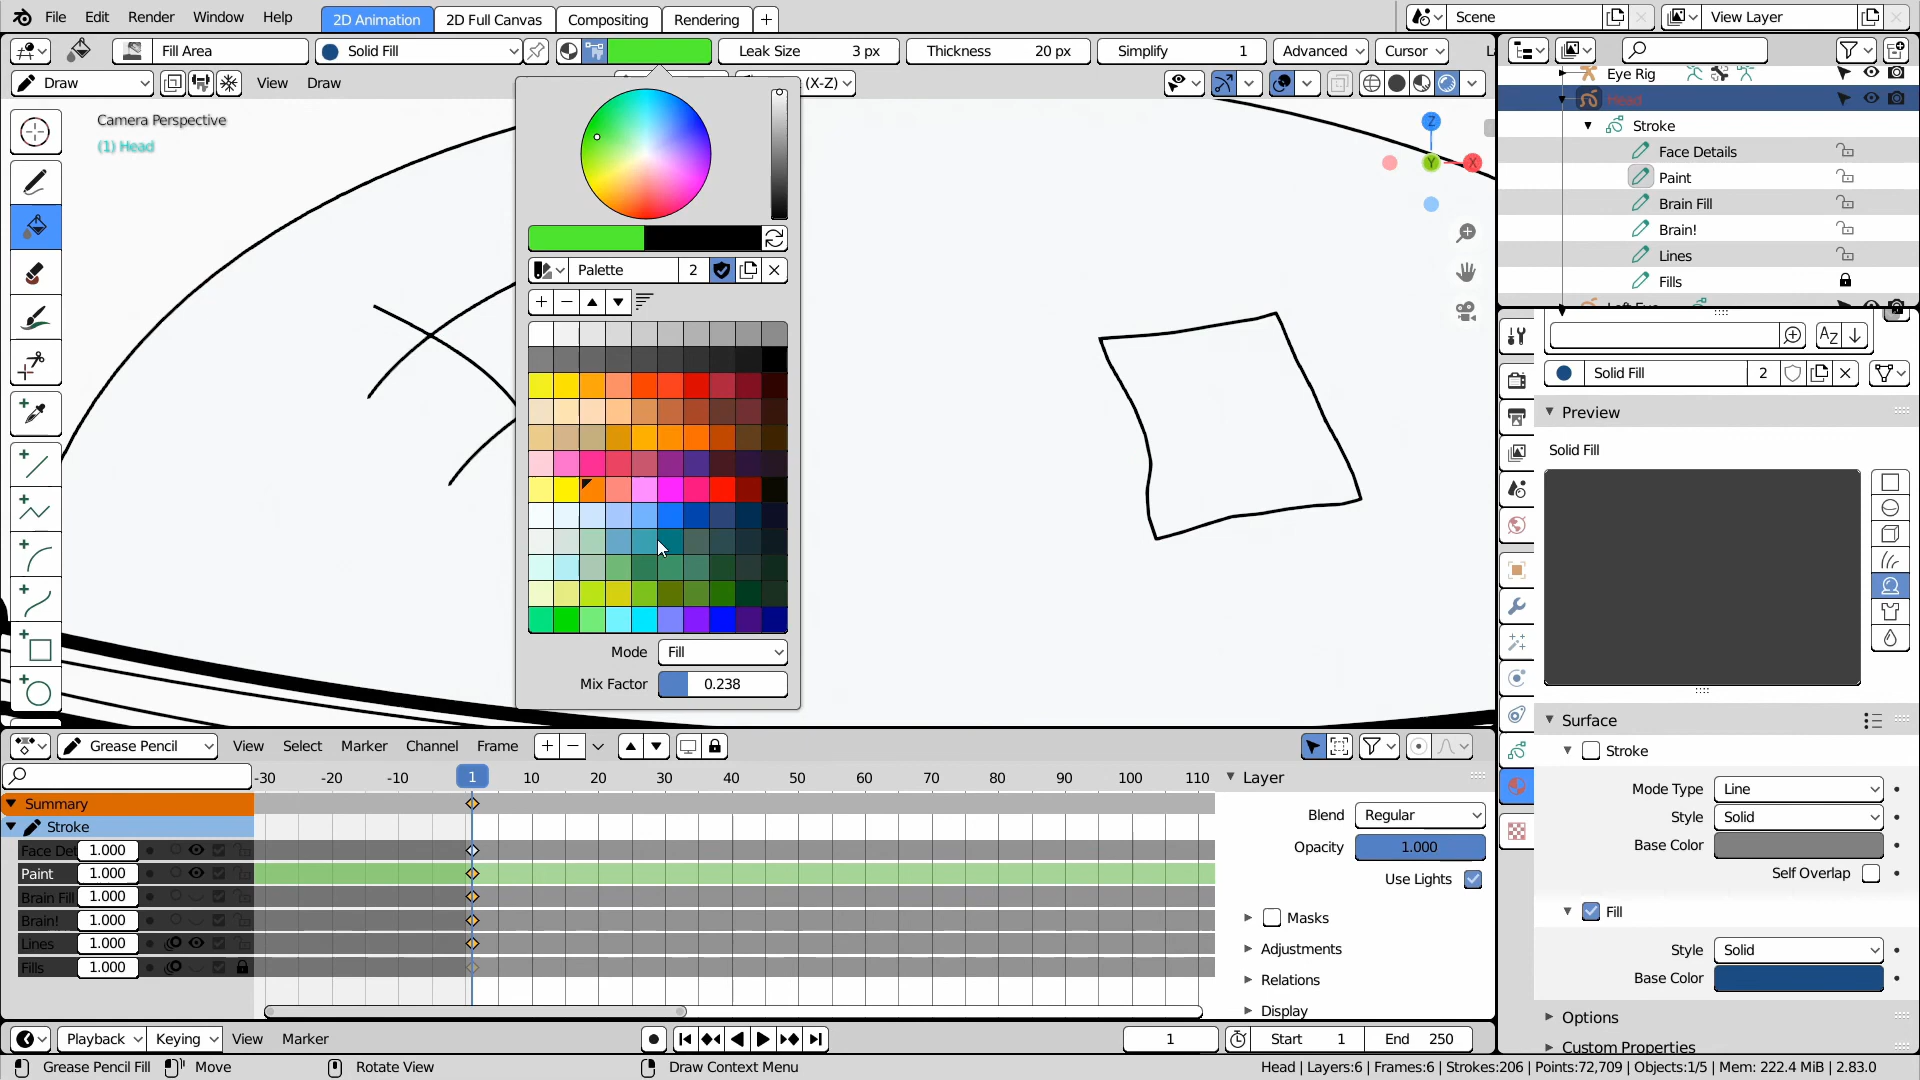 File Edit Render Window Help 2D Animation 2D Full Canvas Compositing Rendering + Scene View Layer
Fill Area Solid Fill Leak Size 3 px Thickness 20 px Simplify 1 Advanced Cursor
Draw View Draw (X-Z)
Camera Perspective
(1) Head
Z
Y
X
Palette 2
Mode Fill
Mix Factor 0.238
Eye Rig
Head
Stroke
Face Details
Paint
Brain Fill
Brain!
Lines
Fills
Solid Fill 2
Preview
Solid Fill
Surface
Stroke
Mode Type Line
Style Solid
Base Color
Self Overlap
Fill
Style Solid
Base Color
Options
Custom Properties
Grease Pencil View Select Marker Channel Frame
-30 -20 -10 1 10 20 30 40 50 60 70 80 90 100 110
Summary
Stroke
Face Det 1.000
Paint 1.000
Brain Fill 1.000
Brain! 1.000
Lines 1.000
Fills 1.000
Layer
Blend Regular
Opacity 1.000
Use Lights
Masks
Adjustments
Relations
Display
Playback Keying View Marker 1 Start 1 End 250
Grease Pencil Fill Move Rotate View Draw Context Menu Head | Layers:6 | Frames:6 | Strokes:206 | Points:72,709 | Objects:1/5 | Mem: 222.4 MiB | 2.83.0